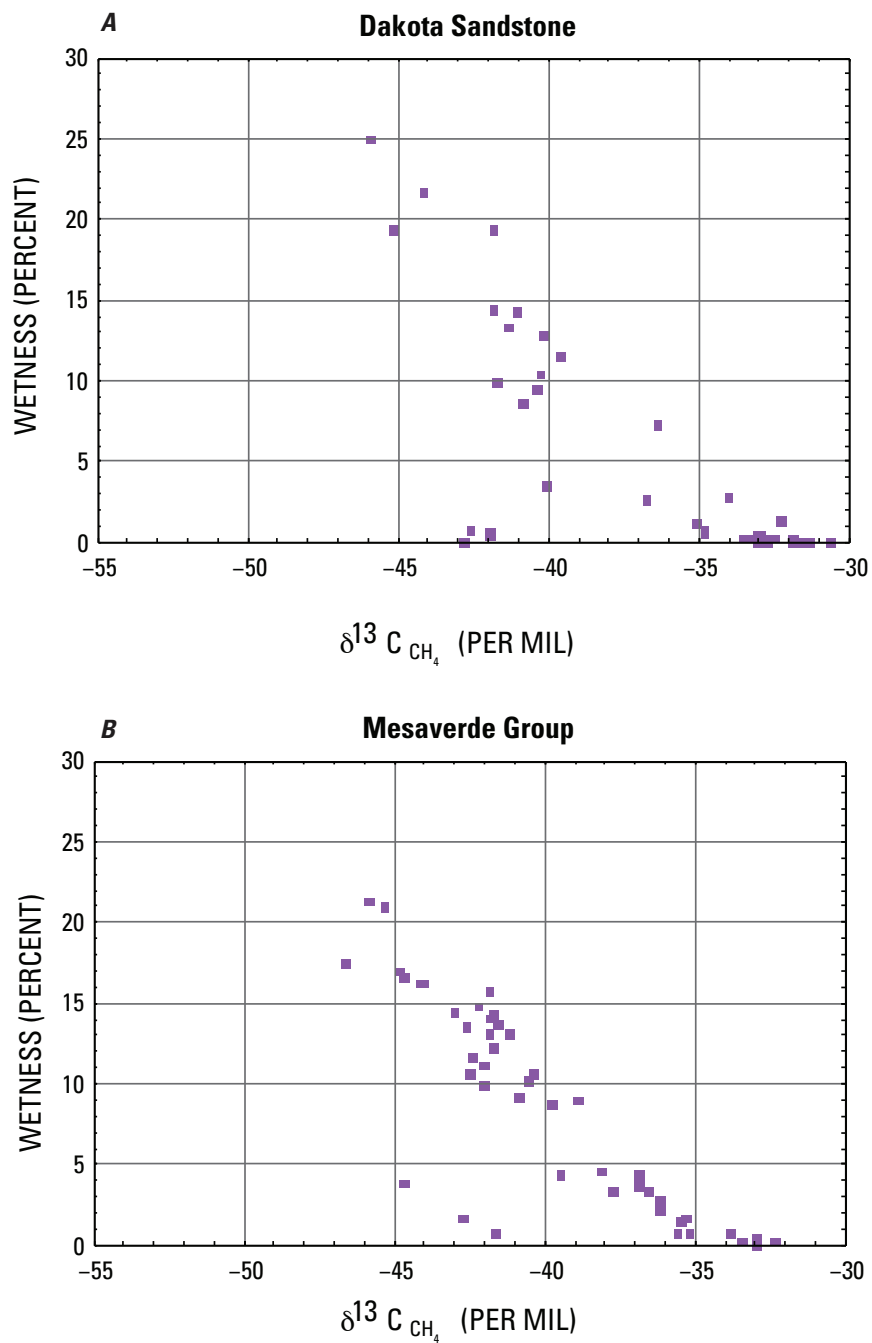 A Dakota Sandstone
30
25
20
15
10
5
0
WETNESS (PERCENT)
−55 −50 −45 −40 −35 −30
δ13 C CH4 (PER MIL)
B Mesaverde Group
30
25
20
15
10
5
0
WETNESS (PERCENT)
−55 −50 −45 −40 −35 −30
δ13 C CH4 (PER MIL)